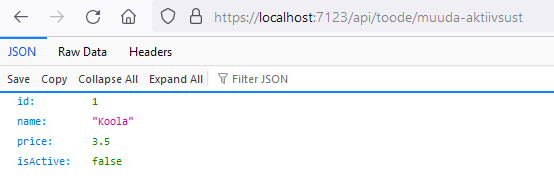 https://localhost:7123/api/toode/muuda-aktiivsust
JSON Raw Data Headers
Save Copy Collapse All Expand All Filter JSON
id: 1
name: "Koola"
price: 3.5
isActive: false